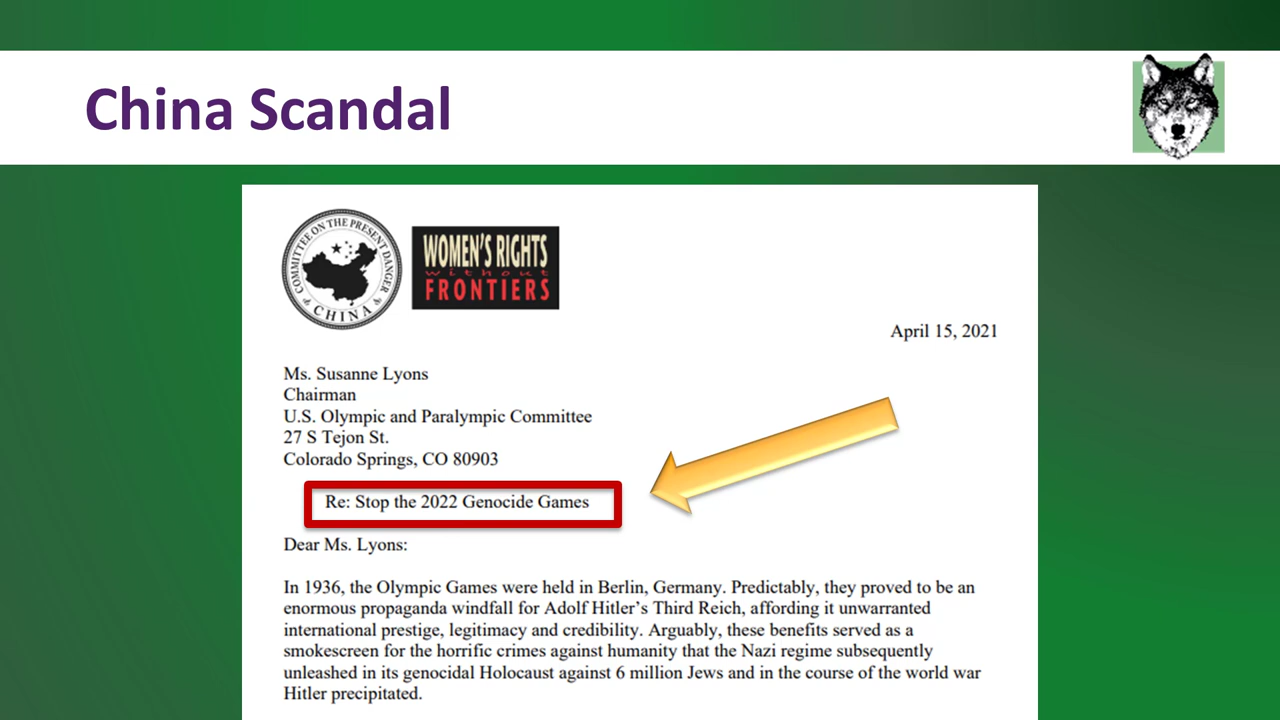 China Scandal
COMMITTEE ON THE PRESENT DANGER
CHINA
WOMEN'S RIGHTS
without
FRONTIERS
April 15, 2021
Ms. Susanne Lyons
Chairman
U.S. Olympic and Paralympic Committee
27 S Tejon St.
Colorado Springs, CO 80903
Re: Stop the 2022 Genocide Games
Dear Ms. Lyons:
In 1936, the Olympic Games were held in Berlin, Germany. Predictably, they proved to be an
enormous propaganda windfall for Adolf Hitler's Third Reich, affording it unwarranted
international prestige, legitimacy and credibility. Arguably, these benefits served as a
smokescreen for the horrific crimes against humanity that the Nazi regime subsequently
unleashed in its genocidal Holocaust against 6 million Jews and in the course of the world war
Hitler precipitated.